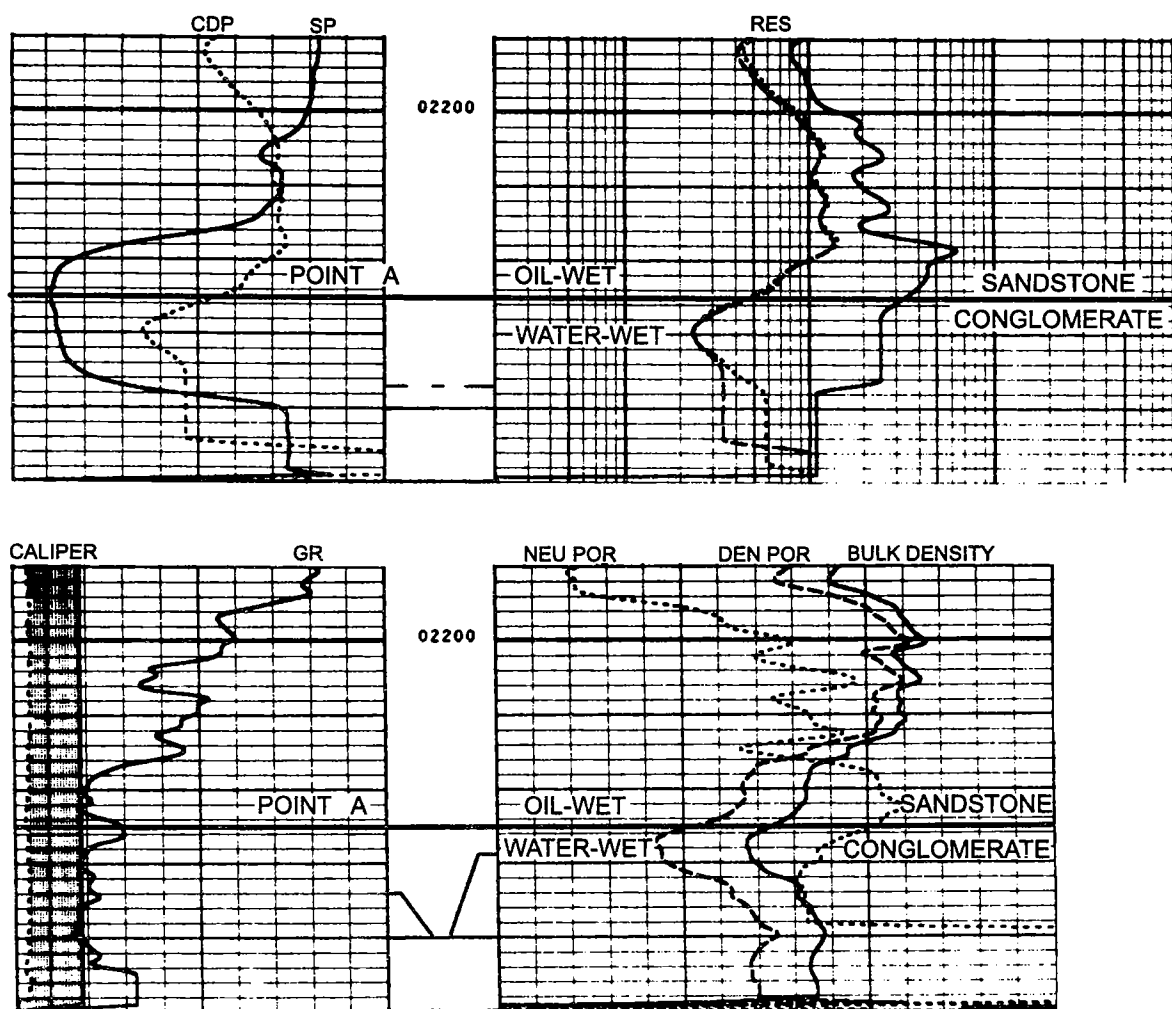 CDP SP RES
02200
POINT A OIL-WET SANDSTONE
WATER-WET CONGLOMERATE
CALIPER GR NEU POR DEN POR BULK DENSITY
02200
POINT A OIL-WET SANDSTONE
WATER-WET CONGLOMERATE